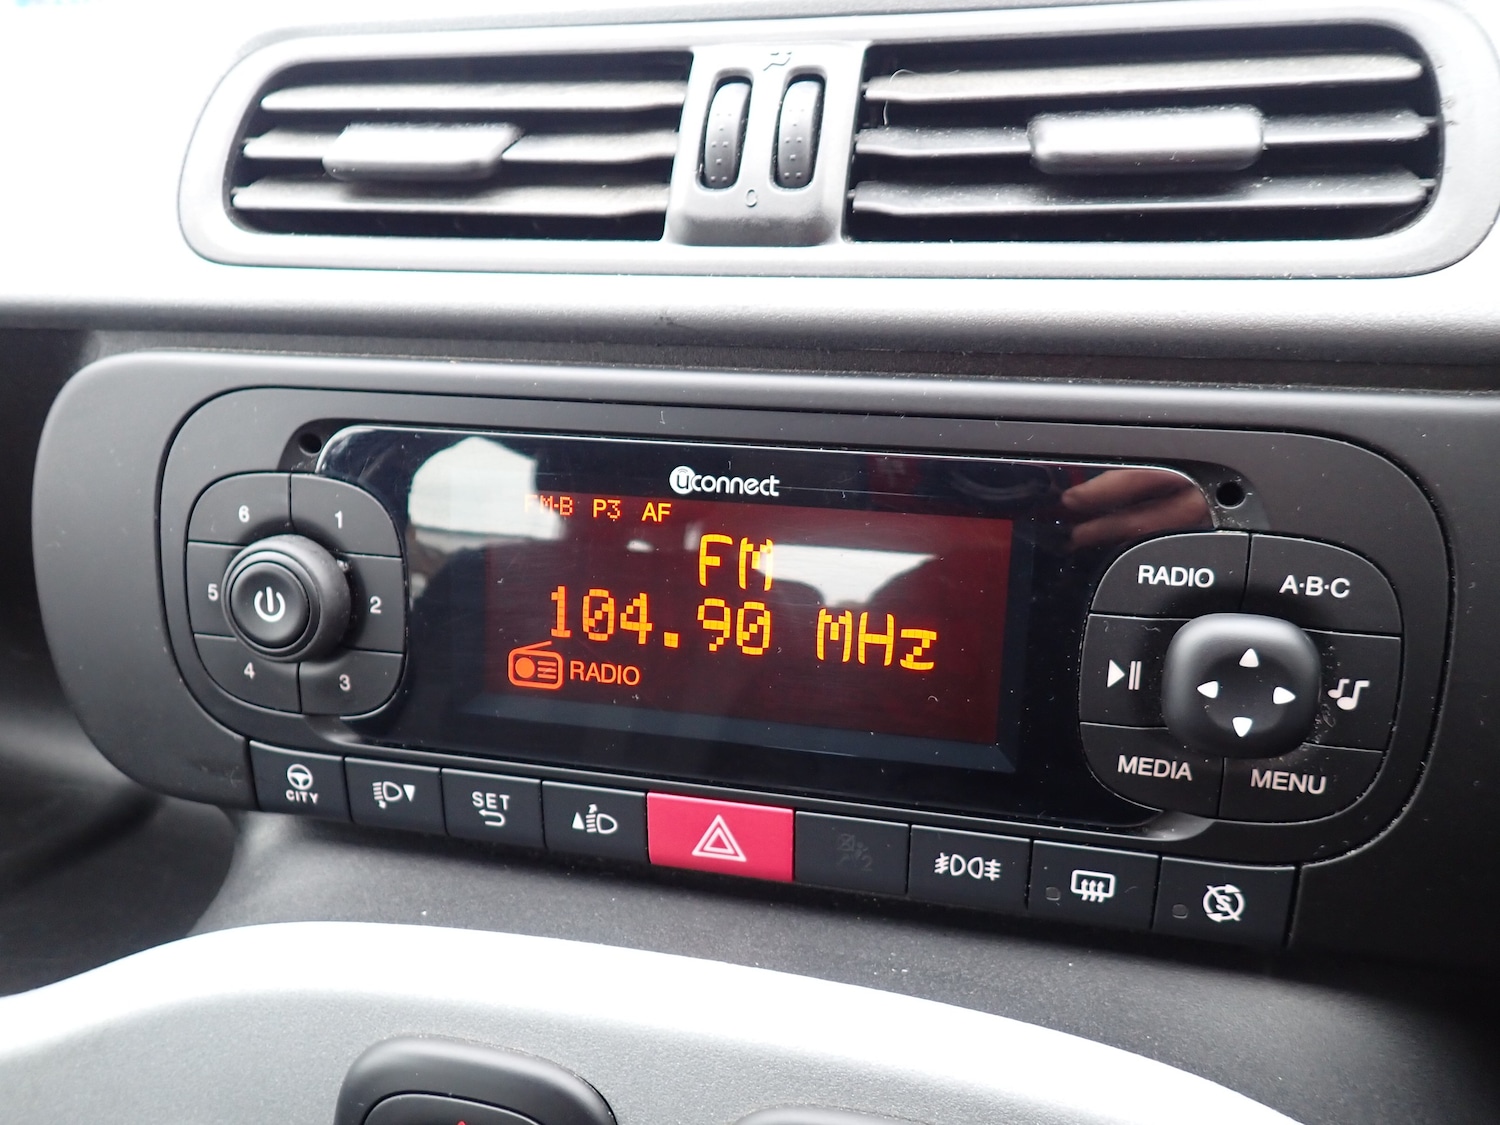 uconnect
FM-B P3 AF
FM
104.90 MHz
RADIO
6
1
5
2
4
3
RADIO
A·B·C
MEDIA
MENU
CITY
SET
S
0